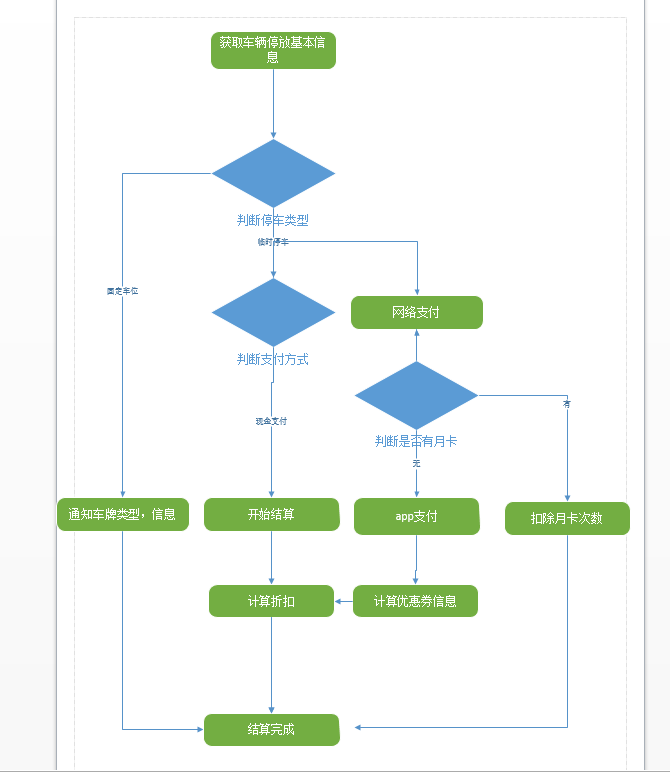 获取车辆停放基本信
息
判断停车类型
临时停车
固定车位
网络支付
判断支付方式
有
现金支付
判断是否有月卡
无
通知车牌类型，信息
开始结算
app支付
扣除月卡次数
计算折扣
计算优惠券信息
结算完成